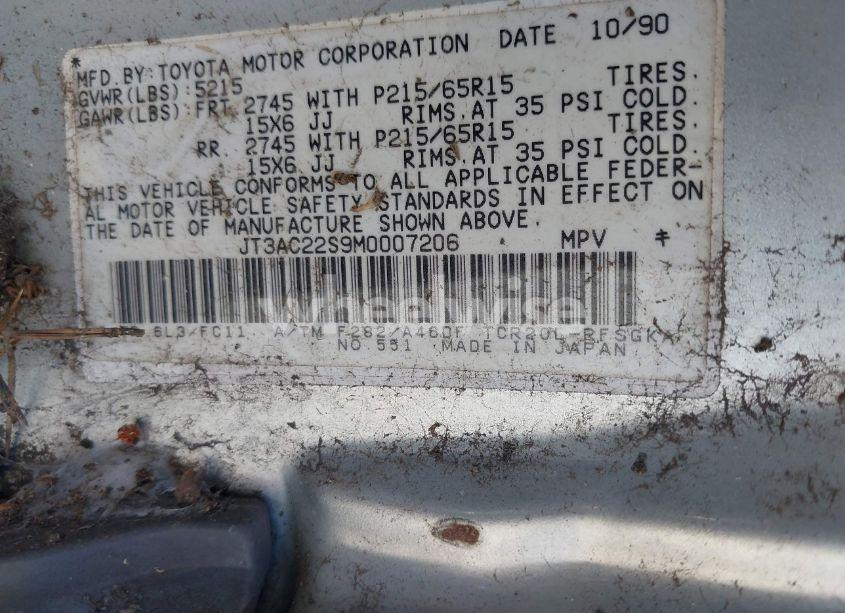 MFD.BY:TOYOTA MOTOR CORPORATION DATE 10/90
GVWR(LBS):5215
GAWR(LBS):FRT 2745 WITH P215/65R15 TIRES.
15X6 JJ RIMS.AT 35 PSI COLD.
RR. 2745 WITH P215/65R15 TIRES.
15X6 JJ RIMS.AT 35 PSI COLD.
THIS VEHICLE CONFORMS TO ALL APPLICABLE FEDER-
AL MOTOR VEHICLE SAFETY STANDARDS IN EFFECT ON
THE DATE OF MANUFACTURE SHOWN ABOVE.
JT3AC22S9M0007206 MPV
wheelwise
6L3/FC11 A/TM F282/A46DF TCR20L-RFSGKA
NO 551 MADE IN JAPAN